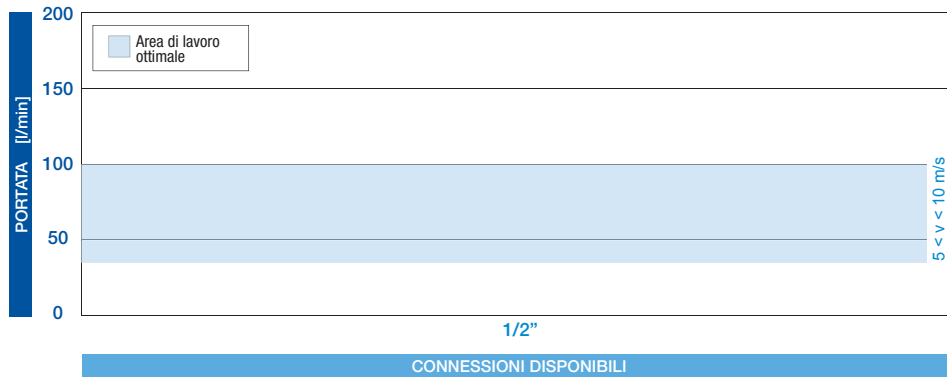 200
Area di lavoro
ottimale
150
PORTATA [l/min]
100
50
0
5 < v < 10 m/s
1/2”
CONNESSIONI DISPONIBILI